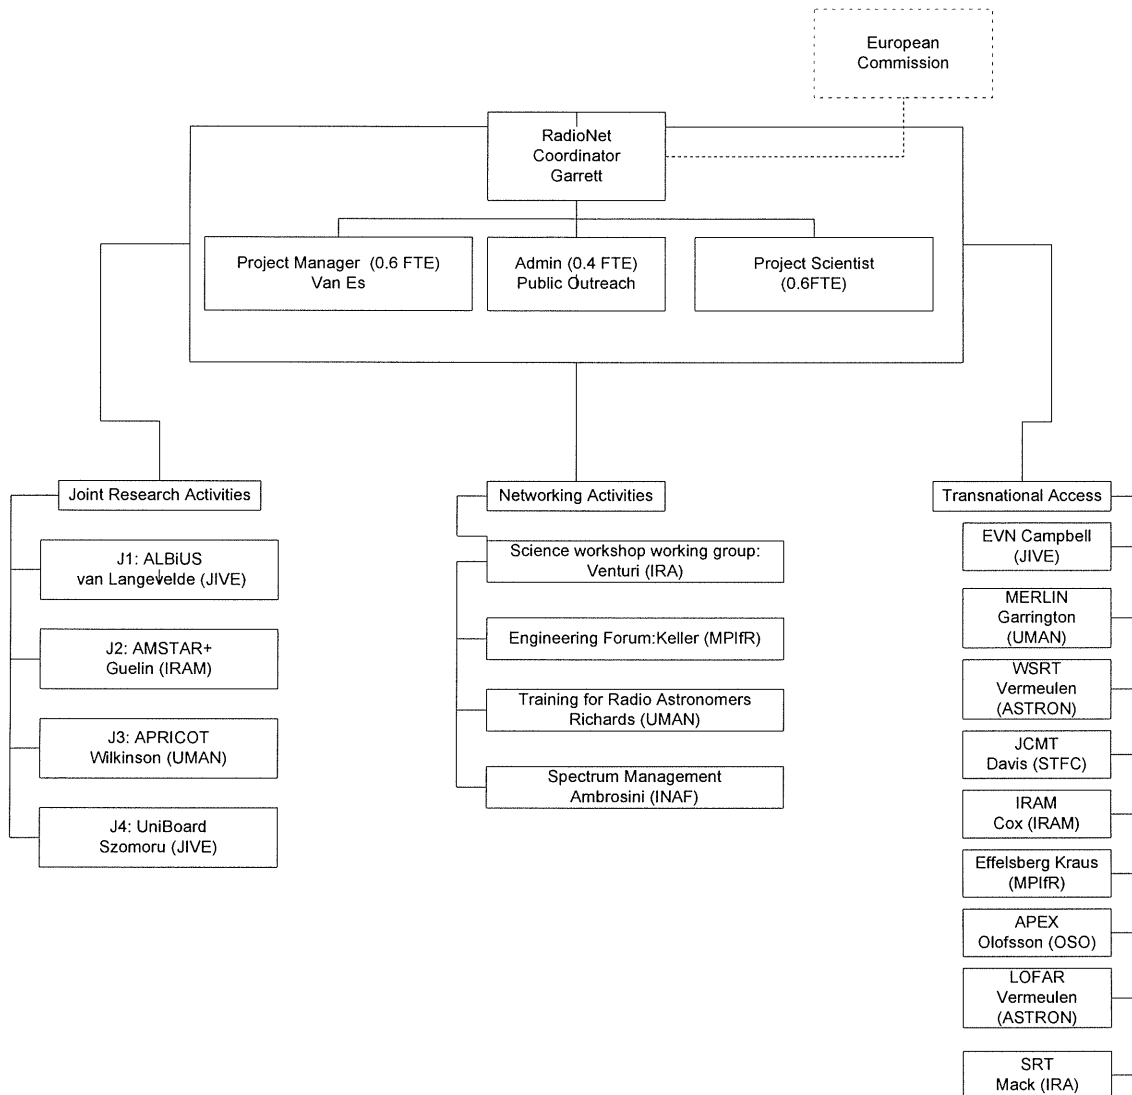 European
Commission
RadioNet
Coordinator
Garrett
Project Manager (0.6 FTE)
Van Es
Admin (0.4 FTE)
Public Outreach
Project Scientist
(0.6FTE)
Joint Research Activities
J1: ALBiUS
van Langevelde (JIVE)
J2: AMSTAR+
Guelin (IRAM)
J3: APRICOT
Wilkinson (UMAN)
J4: UniBoard
Szomoru (JIVE)
Networking Activities
Science workshop working group:
Venturi (IRA)
Engineering Forum:Keller (MPIfR)
Training for Radio Astronomers
Richards (UMAN)
Spectrum Management
Ambrosini (INAF)
Transnational Access
EVN Campbell
(JIVE)
MERLIN
Garrington
(UMAN)
WSRT
Vermeulen
(ASTRON)
JCMT
Davis (STFC)
IRAM
Cox (IRAM)
Effelsberg Kraus
(MPIfR)
APEX
Olofsson (OSO)
LOFAR
Vermeulen
(ASTRON)
SRT
Mack (IRA)